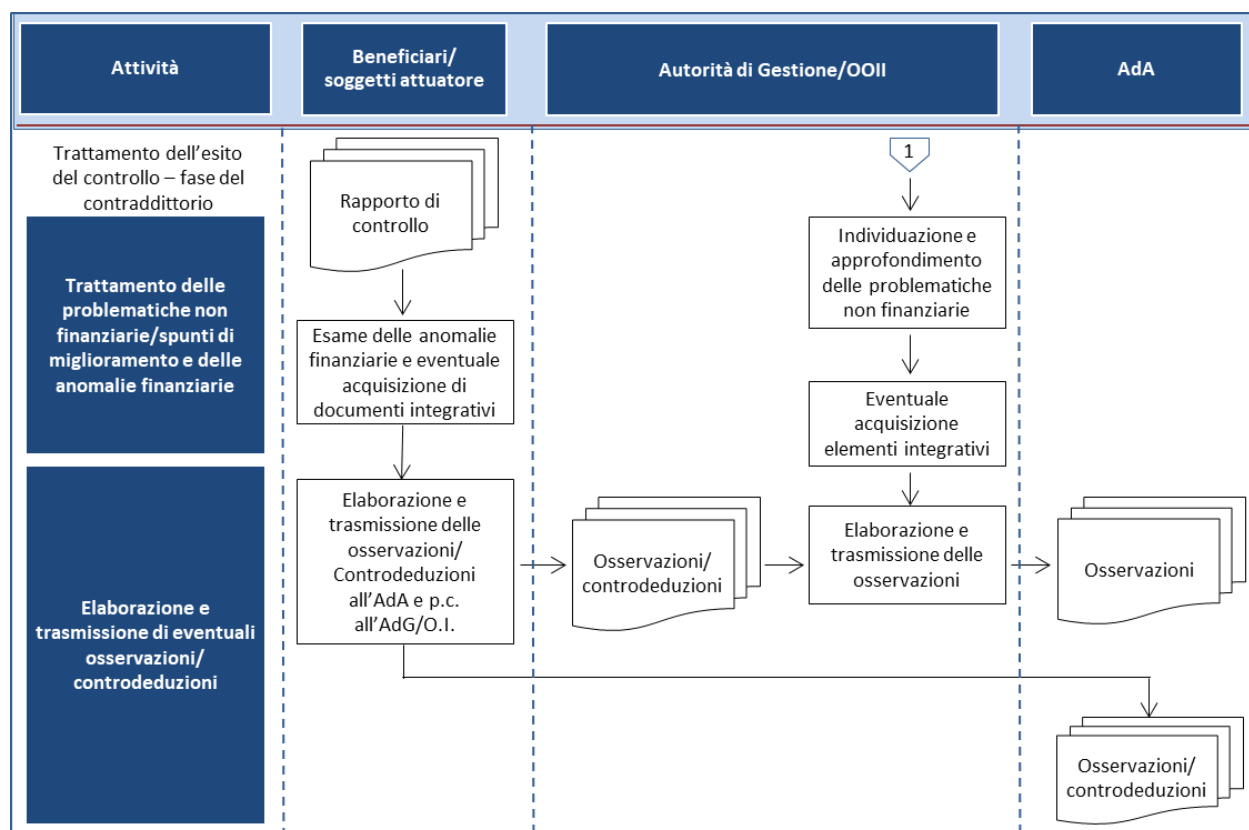 Attività
Beneficiari/
soggetti attuatore
Autorità di Gestione/OOII
AdA
Trattamento dell'esito
del controllo – fase del
contraddittorio
1
Rapporto di
controllo
Individuazione e
approfondimento
delle problematiche
non finanziarie
Trattamento delle
problematiche non
finanziarie/spunti di
miglioramento e delle
anomalie finanziarie
Esame delle anomalie
finanziarie e eventuale
acquisizione di
documenti integrativi
Eventuale
acquisizione
elementi integrativi
Elaborazione e
trasmissione di eventuali
osservazioni/
controdeduzioni
Elaborazione e
trasmissione delle
osservazioni/
Controdeduzioni
all'AdA e p.c.
all'AdG/O.I.
Osservazioni/
controdeduzioni
Elaborazione e
trasmissione delle
osservazioni
Osservazioni
Osservazioni/
controdeduzioni